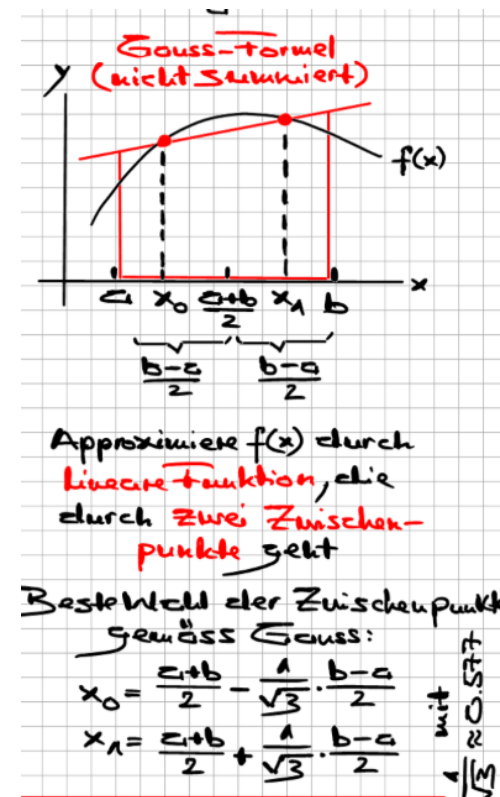 Gauss-Formel
(nicht summiert)
y
f(x)
x
a x₀ (a+b)/2 x₁ b
(b-a)/2 (b-a)/2
Approximiere f(x) durch
lineare Funktion, die
durch zwei Zwischen-
punkte geht
Beste Wahl der Zwischenpunkte
gemäss Gauss:
x₀ = (a+b)/2 - 1/√3 · (b-a)/2
x₁ = (a+b)/2 + 1/√3 · (b-a)/2
mit
1/√3 ≈ 0.577